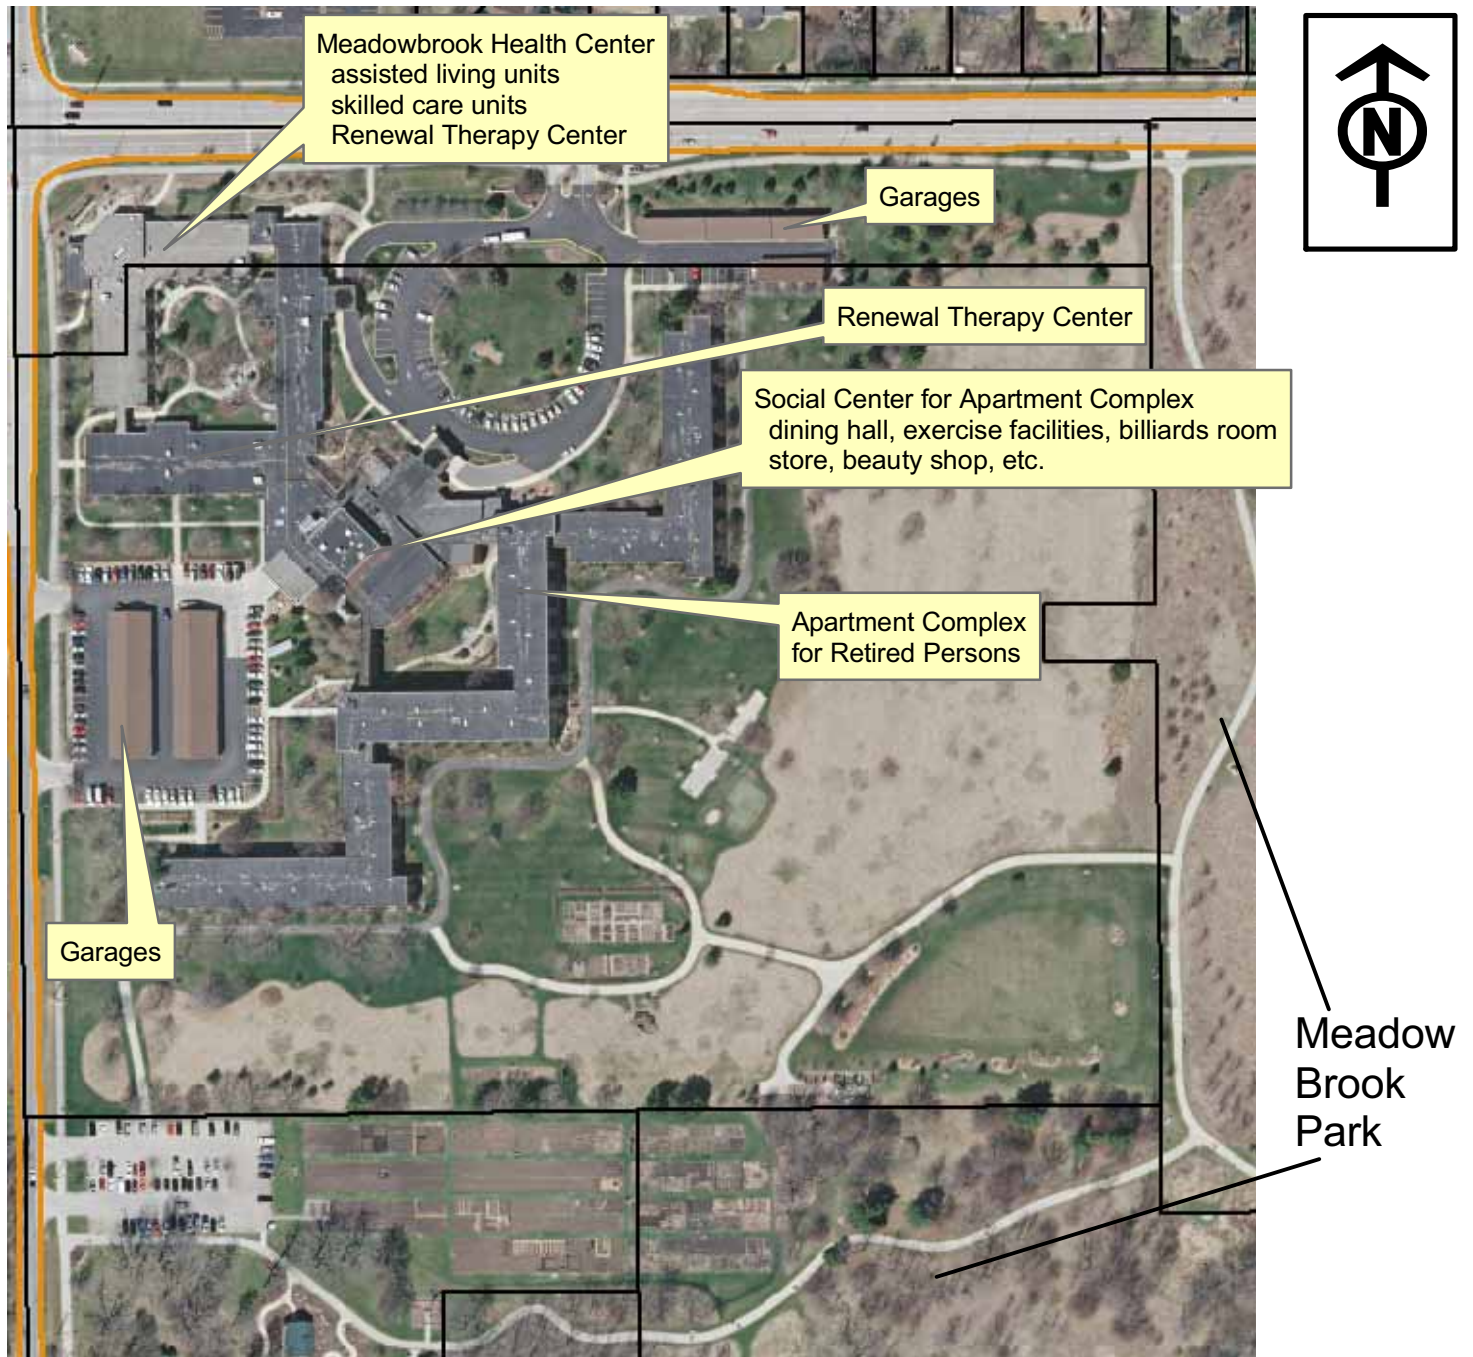 Meadowbrook Health Center
assisted living units
skilled care units
Renewal Therapy Center
N
Garages
Renewal Therapy Center
Social Center for Apartment Complex
dining hall, exercise facilities, billiards room
store, beauty shop, etc.
Apartment Complex
for Retired Persons
Garages
Meadow
Brook
Park